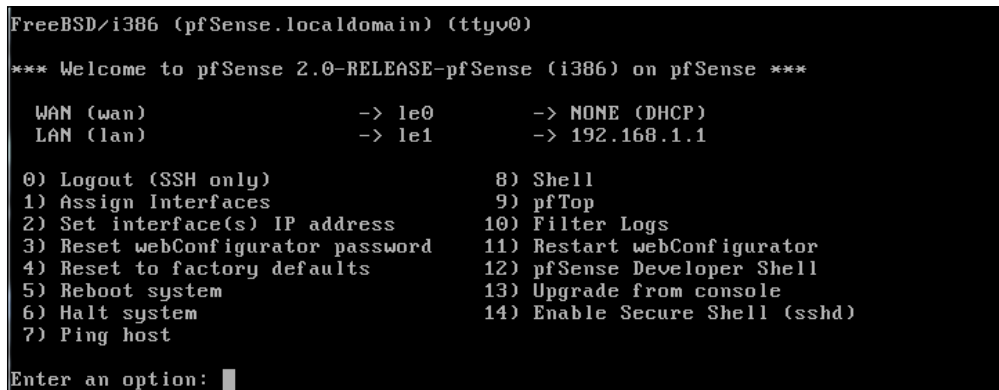 FreeBSD/i386 (pfSense.localdomain) (ttyv0)
*** Welcome to pfSense 2.0-RELEASE-pfSense (i386) on pfSense ***
WAN (wan) -> le0 -> NONE (DHCP)
LAN (lan) -> le1 -> 192.168.1.1
0) Logout (SSH only) 8) Shell
1) Assign Interfaces 9) pfTop
2) Set interface(s) IP address 10) Filter Logs
3) Reset webConfigurator password 11) Restart webConfigurator
4) Reset to factory defaults 12) pfSense Developer Shell
5) Reboot system 13) Upgrade from console
6) Halt system 14) Enable Secure Shell (sshd)
7) Ping host
Enter an option: